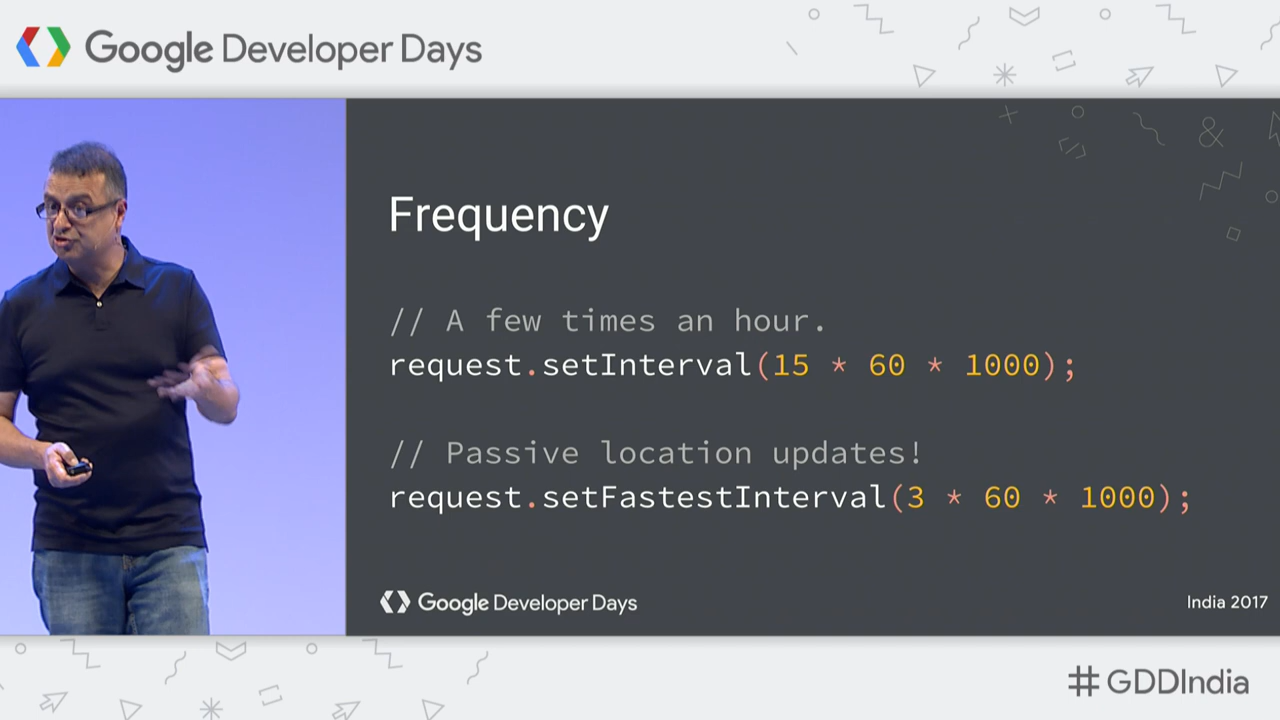 Google Developer Days
Frequency
// A few times an hour.
request.setInterval(15 * 60 * 1000);
// Passive location updates!
request.setFastestInterval(3 * 60 * 1000);
Google Developer Days
India 2017
#GDDIndia